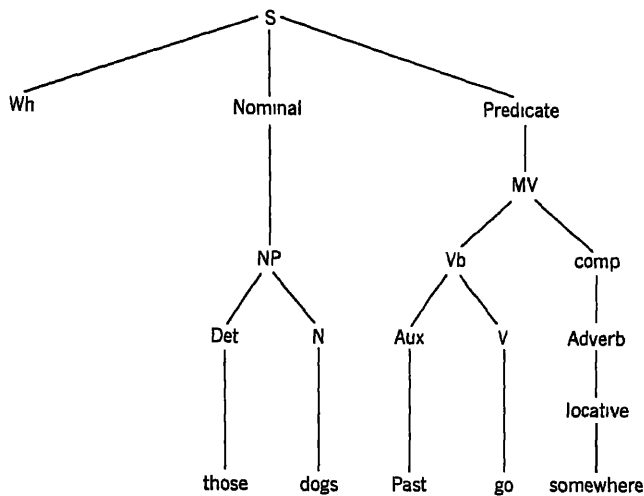 S
Wh Nominal Predicate
MV
NP Vb comp
Det N Aux V Adverb
locative
those dogs Past go somewhere